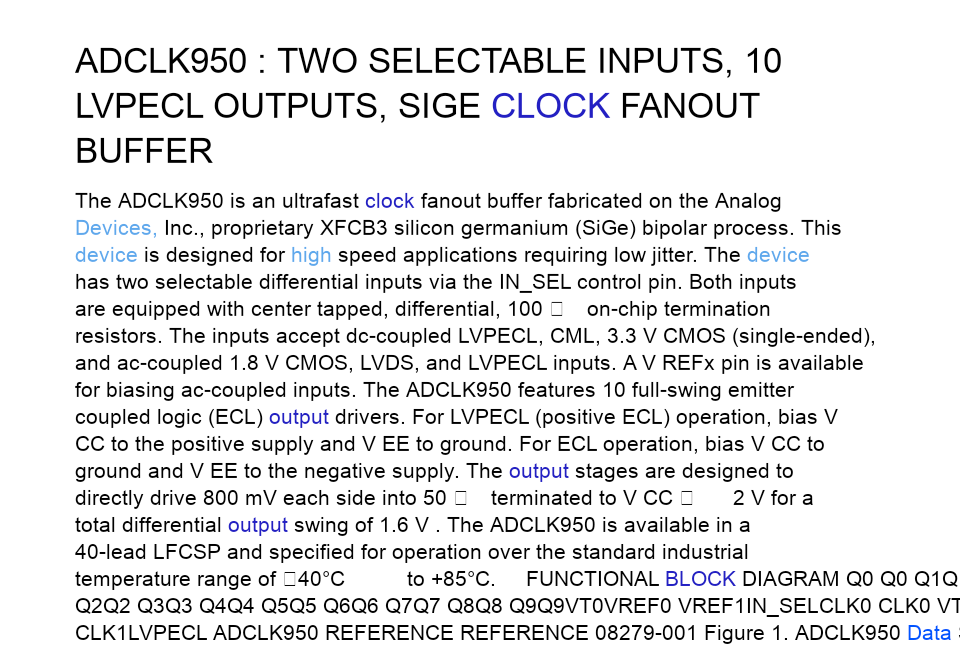 ADCLK950 : TWO SELECTABLE INPUTS, 10
LVPECL OUTPUTS, SIGE CLOCK FANOUT
BUFFER
The ADCLK950 is an ultrafast clock fanout buffer fabricated on the Analog
Devices, Inc., proprietary XFCB3 silicon germanium (SiGe) bipolar process. This
device is designed for high speed applications requiring low jitter. The device
has two selectable differential inputs via the IN_SEL control pin. Both inputs
are equipped with center tapped, differential, 100 □ on-chip termination
resistors. The inputs accept dc-coupled LVPECL, CML, 3.3 V CMOS (single-ended),
and ac-coupled 1.8 V CMOS, LVDS, and LVPECL inputs. A V REFx pin is available
for biasing ac-coupled inputs. The ADCLK950 features 10 full-swing emitter
coupled logic (ECL) output drivers. For LVPECL (positive ECL) operation, bias V
CC to the positive supply and V EE to ground. For ECL operation, bias V CC to
ground and V EE to the negative supply. The output stages are designed to
directly drive 800 mV each side into 50 □ terminated to V CC □ 2 V for a
total differential output swing of 1.6 V . The ADCLK950 is available in a
40-lead LFCSP and specified for operation over the standard industrial
temperature range of □40°C to +85°C. FUNCTIONAL BLOCK DIAGRAM Q0 Q0 Q1Q
Q2Q2 Q3Q3 Q4Q4 Q5Q5 Q6Q6 Q7Q7 Q8Q8 Q9Q9VT0VREF0 VREF1IN_SELCLK0 CLK0 VT
CLK1LVPECL ADCLK950 REFERENCE REFERENCE 08279-001 Figure 1. ADCLK950 Data